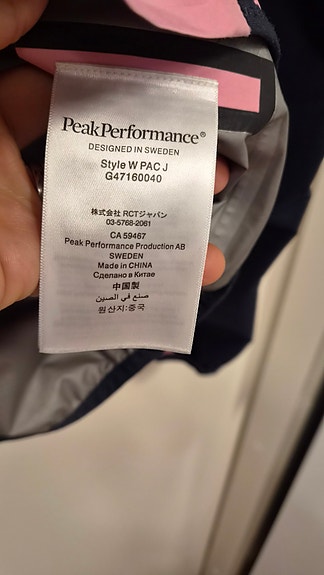 PeakPerformance®
DESIGNED IN SWEDEN
Style W PAC J
G47160040
株式会社 RCTジャパン
03-5768-2061
CA 59467
Peak Performance Production AB
SWEDEN
Made in CHINA
Сделано в Китае
中国製
صنع في الصين
원산지:중국